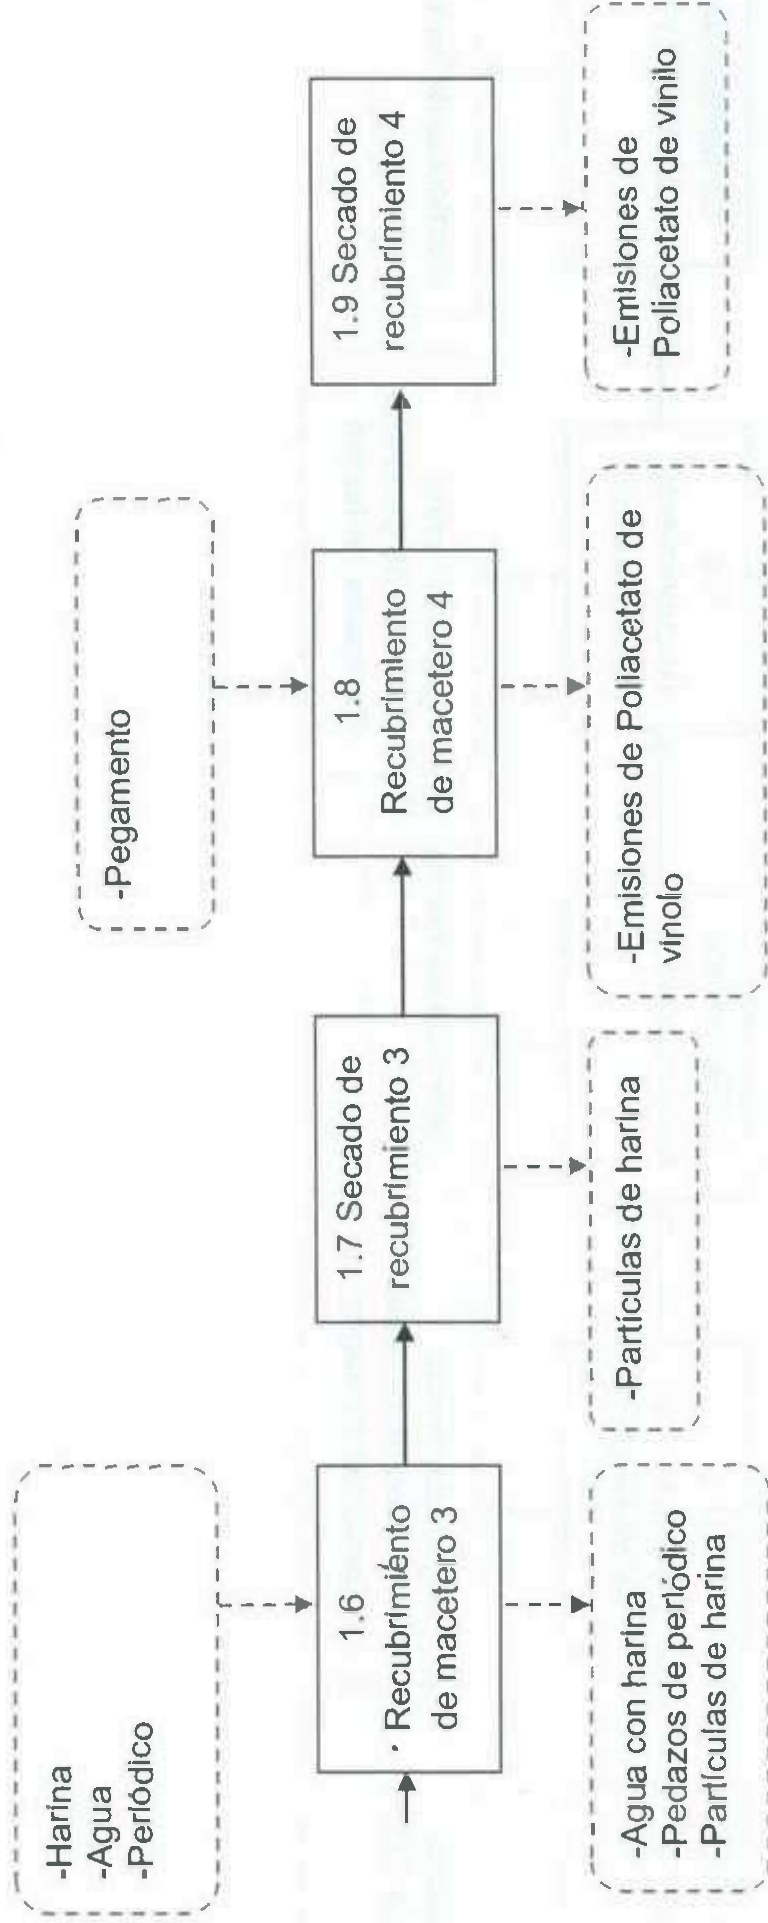 -Harina
-Agua
-Periódico
-Pegamento
1.6
Recubrimiento
de macetero 3
1.7 Secado de
recubrimiento 3
1.8
Recubrimiento
de macetero 4
1.9 Secado de
recubrimiento 4
-Agua con harina
-Pedazos de periódico
-Partículas de harina
-Partículas de harina
-Emisiones de Poliacetato de
vinolo
-Emisiones de
Poliacetato de vinilo